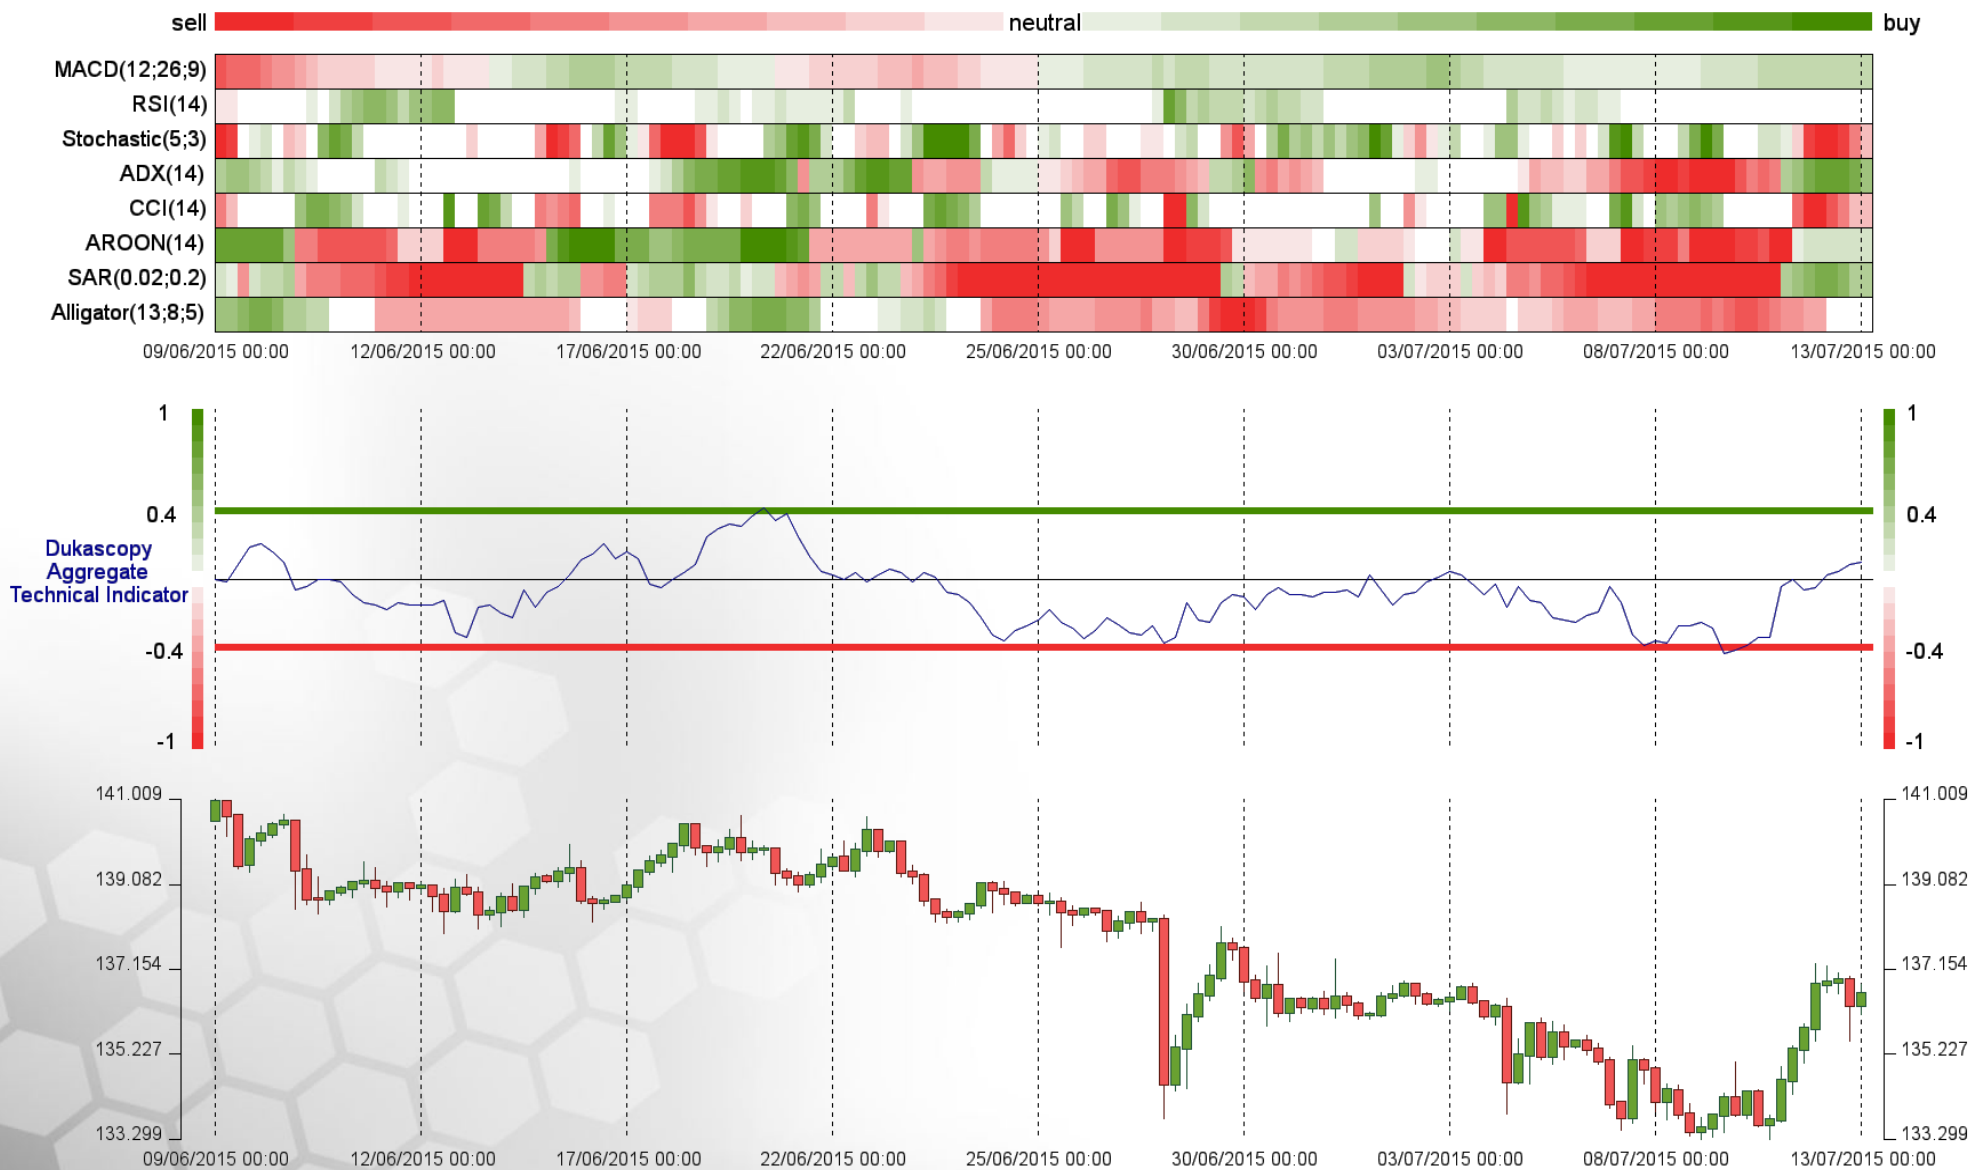 sell neutral buy
MACD(12;26;9)
RSI(14)
Stochastic(5;3)
ADX(14)
CCI(14)
AROON(14)
SAR(0.02;0.2)
Alligator(13;8;5)
09/06/2015 00:00 12/06/2015 00:00 17/06/2015 00:00 22/06/2015 00:00 25/06/2015 00:00 30/06/2015 00:00 03/07/2015 00:00 08/07/2015 00:00 13/07/2015 00:00
1 1
0.4 0.4
Dukascopy
Aggregate
Technical Indicator
-0.4 -0.4
-1 -1
141.009 141.009
139.082 139.082
137.154 137.154
135.227 135.227
133.299 133.299
09/06/2015 00:00 12/06/2015 00:00 17/06/2015 00:00 22/06/2015 00:00 25/06/2015 00:00 30/06/2015 00:00 03/07/2015 00:00 08/07/2015 00:00 13/07/2015 00:00